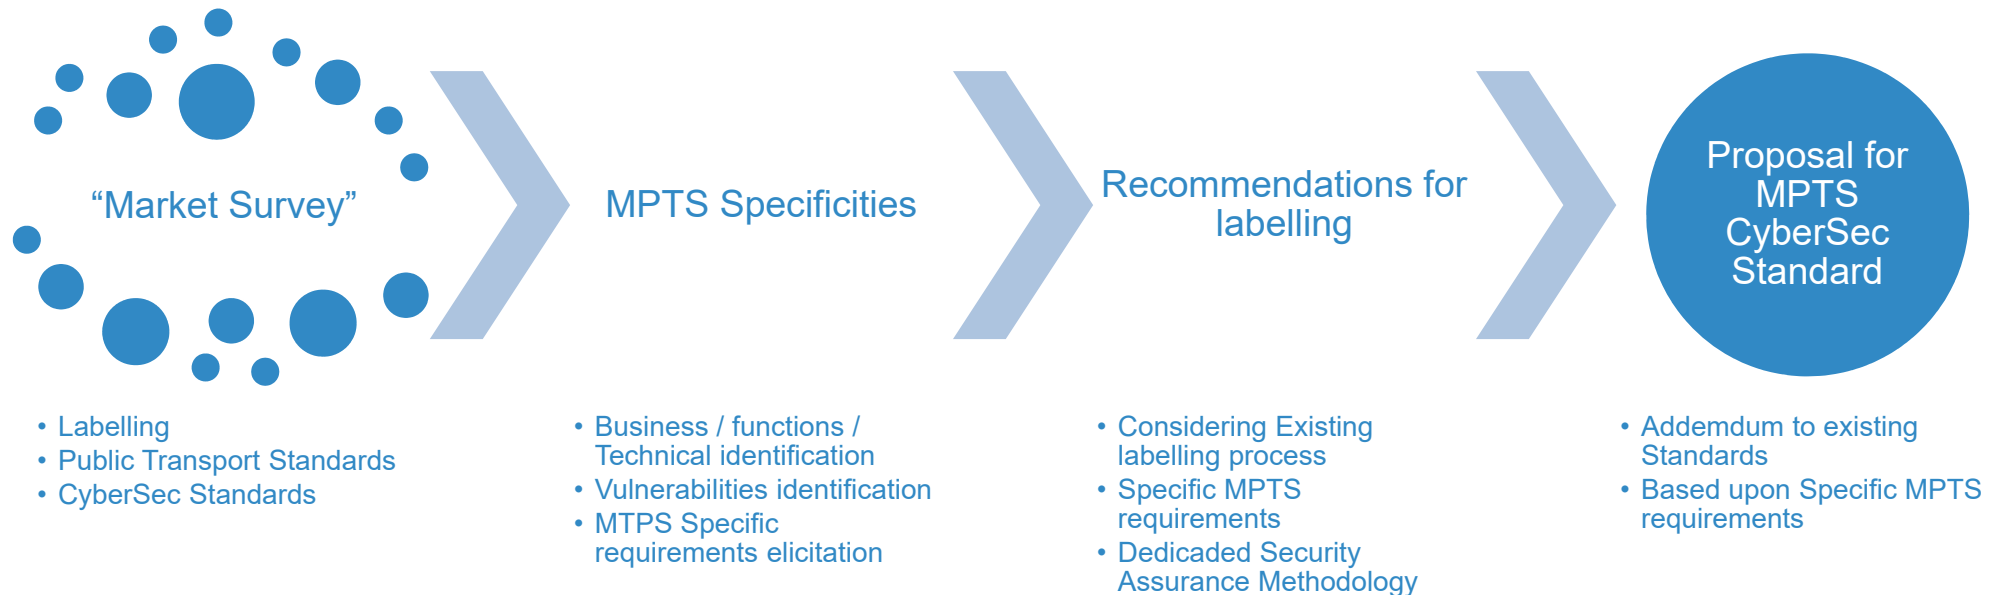 “Market Survey”
• Labelling
• Public Transport Standards
• CyberSec Standards
MPTS Specificities
• Business / functions /
Technical identification
• Vulnerabilities identification
• MTPS Specific
requirements elicitation
Recommendations for
labelling
• Considering Existing
labelling process
• Specific MPTS
requirements
• Dedicaded Security
Assurance Methodology
Proposal for
MPTS
CyberSec
Standard
• Addemdum to existing
Standards
• Based upon Specific MPTS
requirements